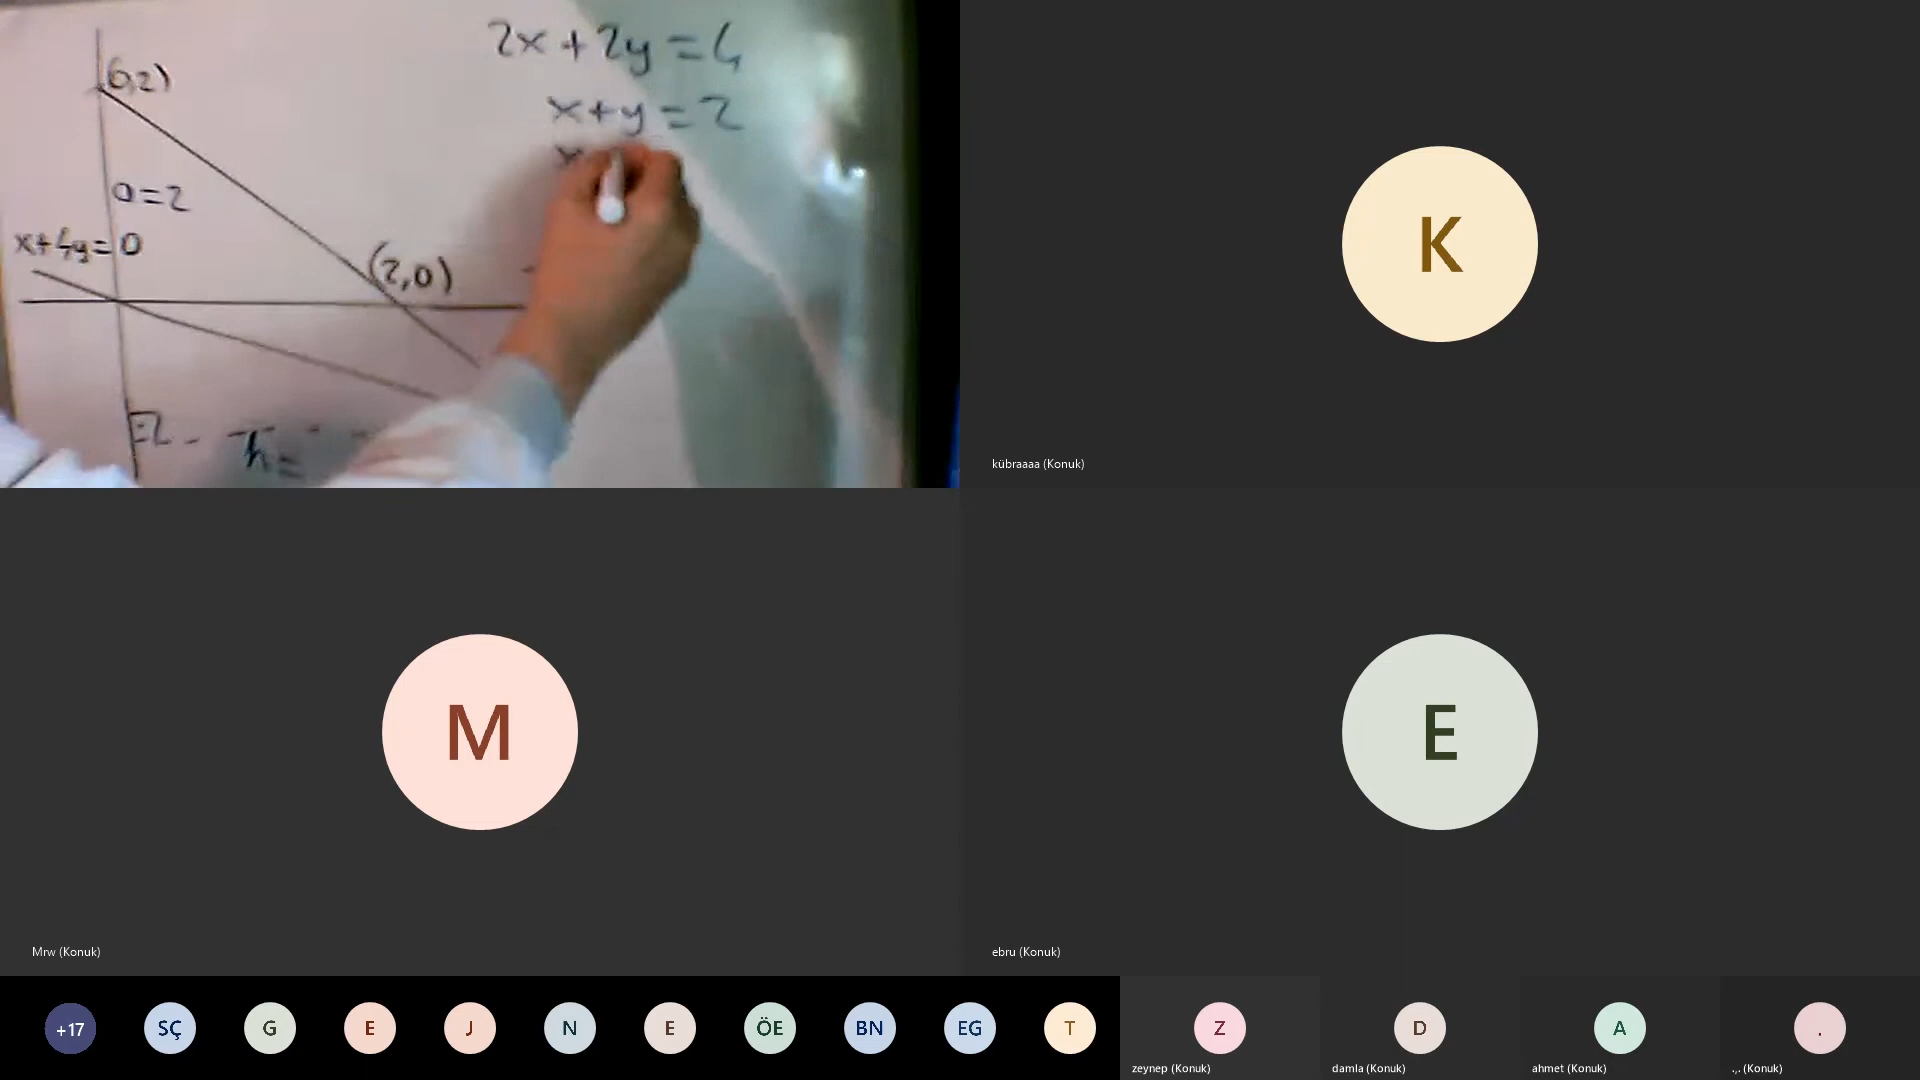 2x+2y=4
(0,2)
x+y=2
x
a=2
x+4y=0
(2,0)
K
kübraaaa (Konuk)
M
E
Mrw (Konuk)
ebru (Konuk)
+17
SÇ
G
E
J
N
E
ÖE
BN
EG
T
Z
D
A
.
zeynep (Konuk)
damla (Konuk)
ahmet (Konuk)
.,. (Konuk)